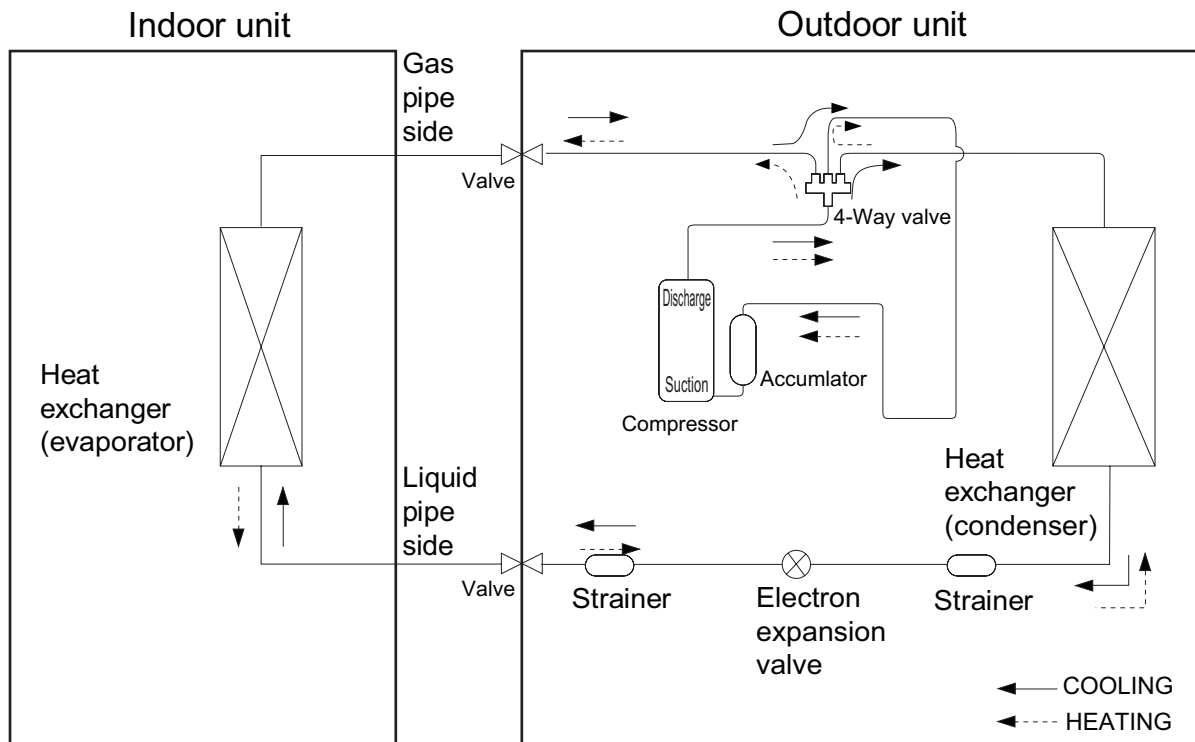 Indoor unit
Outdoor unit
Gas
pipe
side
Valve
4-Way valve
Discharge
Suction
Accumlator
Compressor
Heat
exchanger
(evaporator)
Heat
exchanger
(condenser)
Liquid
pipe
side
Valve
Strainer
Electron
expansion
valve
Strainer
COOLING
HEATING